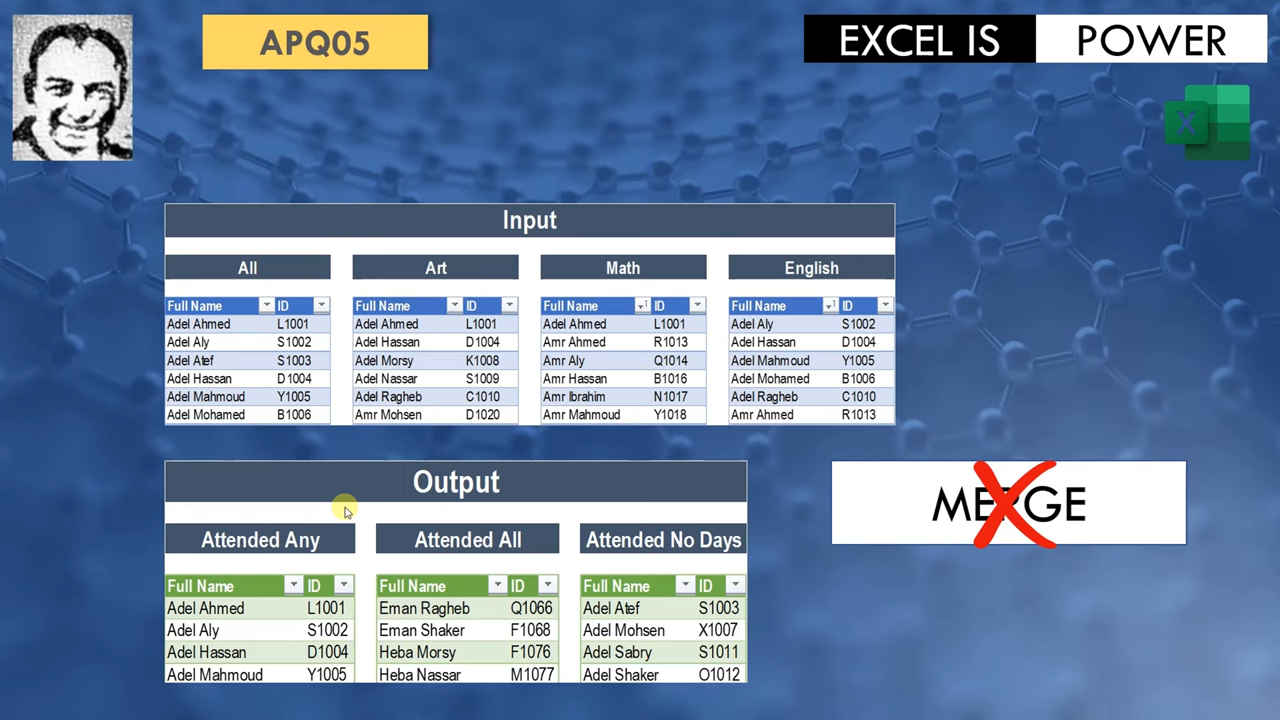 APQ05
EXCEL IS POWER
X
Input
All Art Math English
Full Name ID Full Name ID Full Name ID Full Name ID
Adel Ahmed L1001 Adel Ahmed L1001 Adel Ahmed L1001 Adel Aly S1002
Adel Aly S1002 Adel Hassan D1004 Amr Ahmed R1013 Adel Hassan D1004
Adel Atef S1003 Adel Morsy K1008 Amr Aly Q1014 Adel Mahmoud Y1005
Adel Hassan D1004 Adel Nassar S1009 Amr Hassan B1016 Adel Mohamed B1006
Adel Mahmoud Y1005 Adel Ragheb C1010 Amr Ibrahim N1017 Adel Ragheb C1010
Adel Mohamed B1006 Amr Mohsen D1020 Amr Mahmoud Y1018 Amr Ahmed R1013
Output
MERGE
Attended Any Attended All Attended No Days
Full Name ID Full Name ID Full Name ID
Adel Ahmed L1001 Eman Ragheb Q1066 Adel Atef S1003
Adel Aly S1002 Eman Shaker F1068 Adel Mohsen X1007
Adel Hassan D1004 Heba Morsy F1076 Adel Sabry S1011
Adel Mahmoud Y1005 Heba Nassar M1077 Adel Shaker O1012